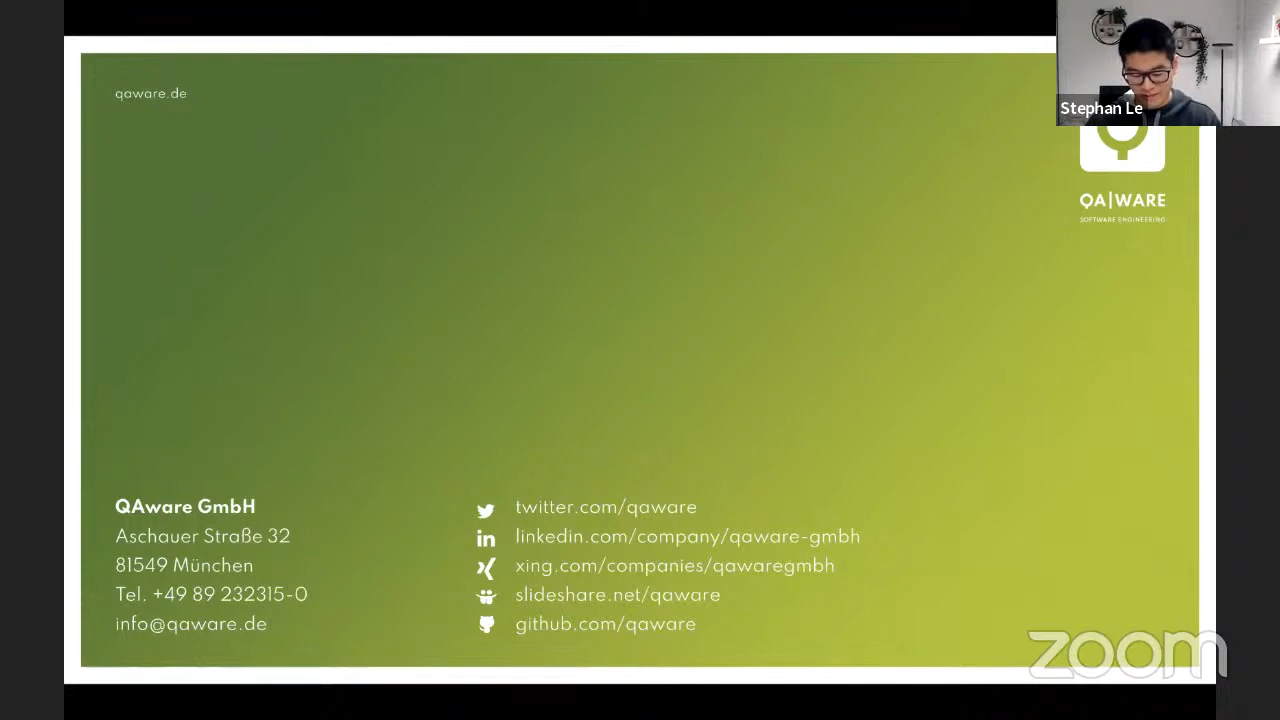 qaware.de
Stephan Le
QA|WARE
SOFTWARE ENGINEERING
QAware GmbH
Aschauer Straße 32
81549 München
Tel. +49 89 232315-0
info@qaware.de
twitter.com/qaware
linkedin.com/company/qaware-gmbh
xing.com/companies/qawaregmbh
slideshare.net/qaware
github.com/qaware
zoom